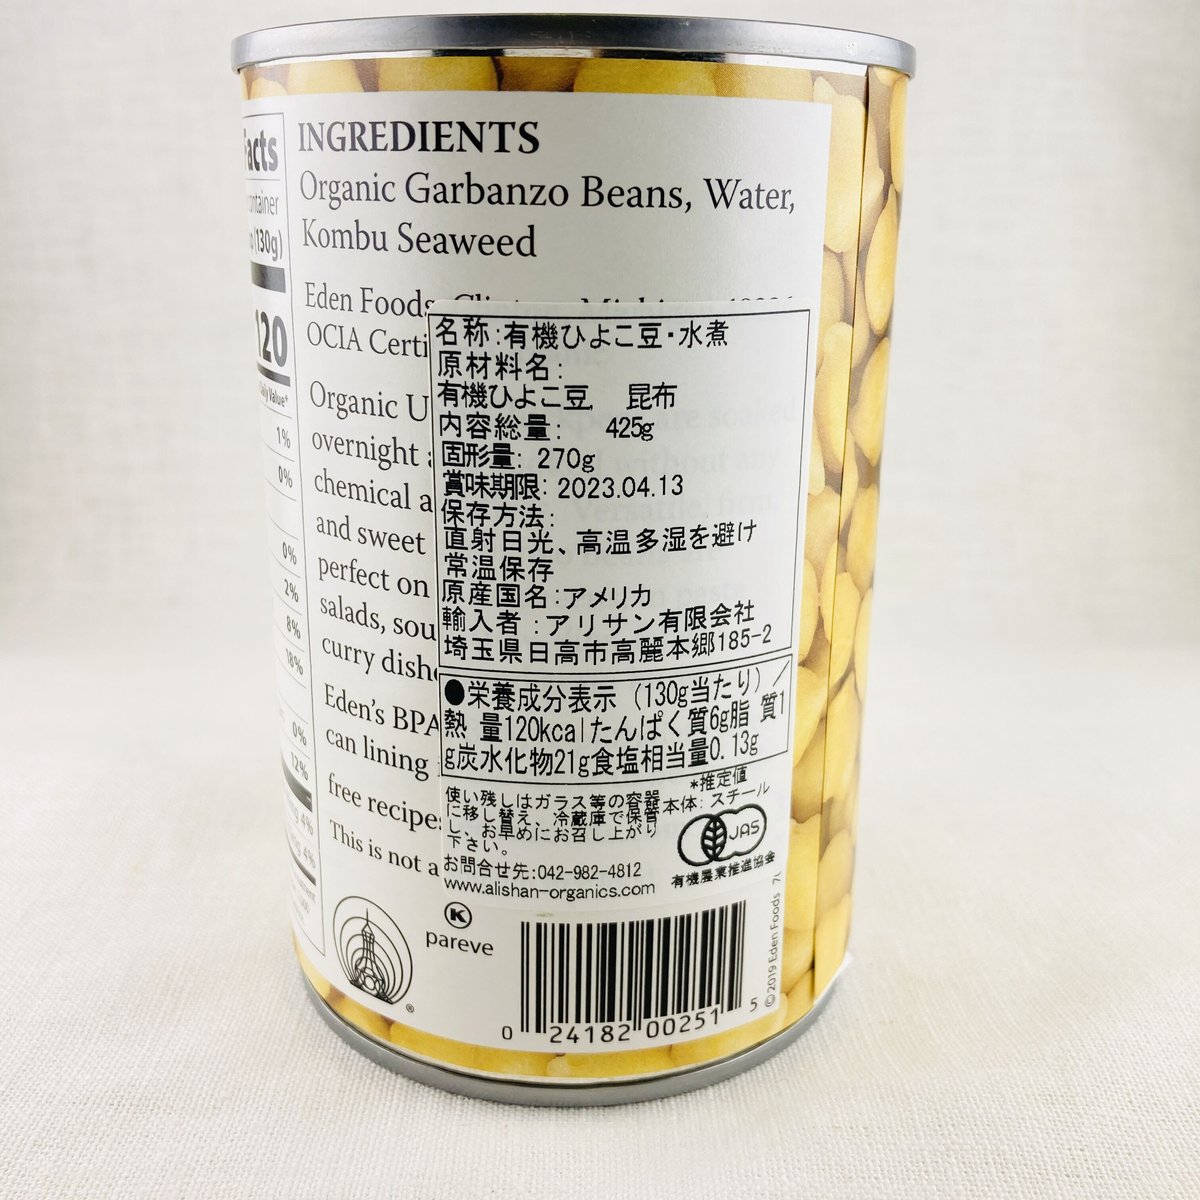 Facts
container
(130g)
120
Daily Value*
1%
0%
0%
2%
8%
18%
0%
12%
4%
4%
INGREDIENTS
Organic Garbanzo Beans, Water,
Kombu Seaweed
Eden Foods
OCIA Certi
Organic U
overnight
chemical a
and sweet
perfect on
salads, sou
curry dish
Eden's BPA
can lining
free recipes
This is not a
名称:有機ひよこ豆・水煮
原材料名:
有機ひよこ豆, 昆布
内容総量: 425g
固形量: 270g
賞味期限: 2023.04.13
保存方法:
直射日光、高温多湿を避け
常温保存
原産国名:アメリカ
輸入者:アリサン有限会社
埼玉県日高市高麗本郷185-2
●栄養成分表示 (130g当たり)/
熱 量120kcal たんぱく質6g脂 質1
g炭水化物21g食塩相当量0.13g
*推定値
使い残しはガラス等の容器
に移し替え、冷蔵庫で保管
し、お早めにお召し上がり
下さい。
本体: スチール
JAS
有機農業推進協会
お問合せ先:042-982-4812
www.alishan-organics.com
K
pareve
®
0 24182 00251 5
©2019 Eden Foods